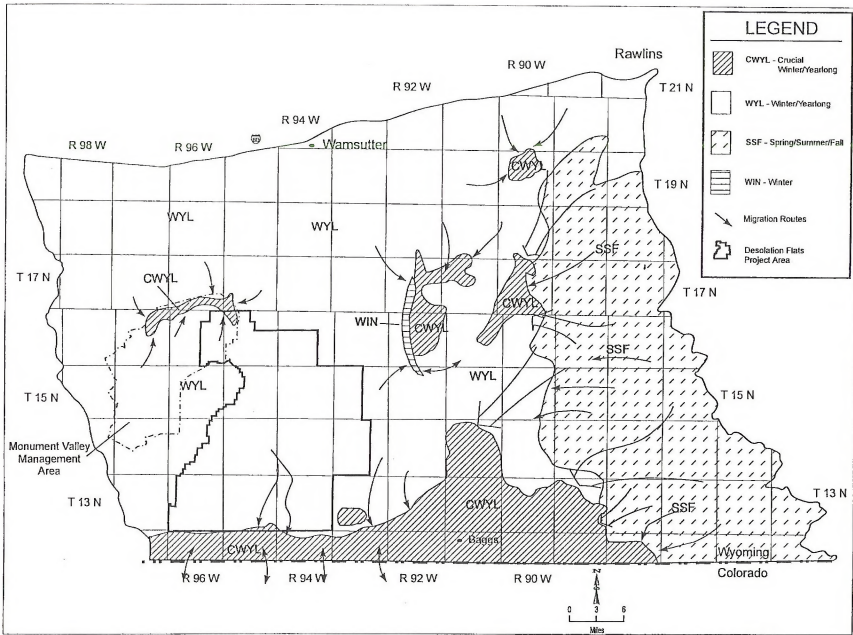 LEGEND
CWYL - Crucial
Winter/Yearlong
WYL - Winter/Yearlong
SSF - Spring/Summer/Fall
WIN - Winter
Migration Routes
Desolation Flats
Project Area
Rawlins
R 90 W
T 21 N
R 92 W
R 94 W
80
Wamsutter
R 98 W
R 96 W
CWYL
T 19 N
WYL
WYL
SSF
T 17 N
CWYL
CWYL
T 17 N
WIN
CWYL
SSF
WYL
WYL
T 15 N
T 15 N
Monument Valley
Management
Area
T 13 N
CWYL
SSF
T 13 N
Baggs
CWYL
Wyoming
Colorado
R 96 W
R 94 W
R 92 W
R 90 W
N
0 3 6
Miles